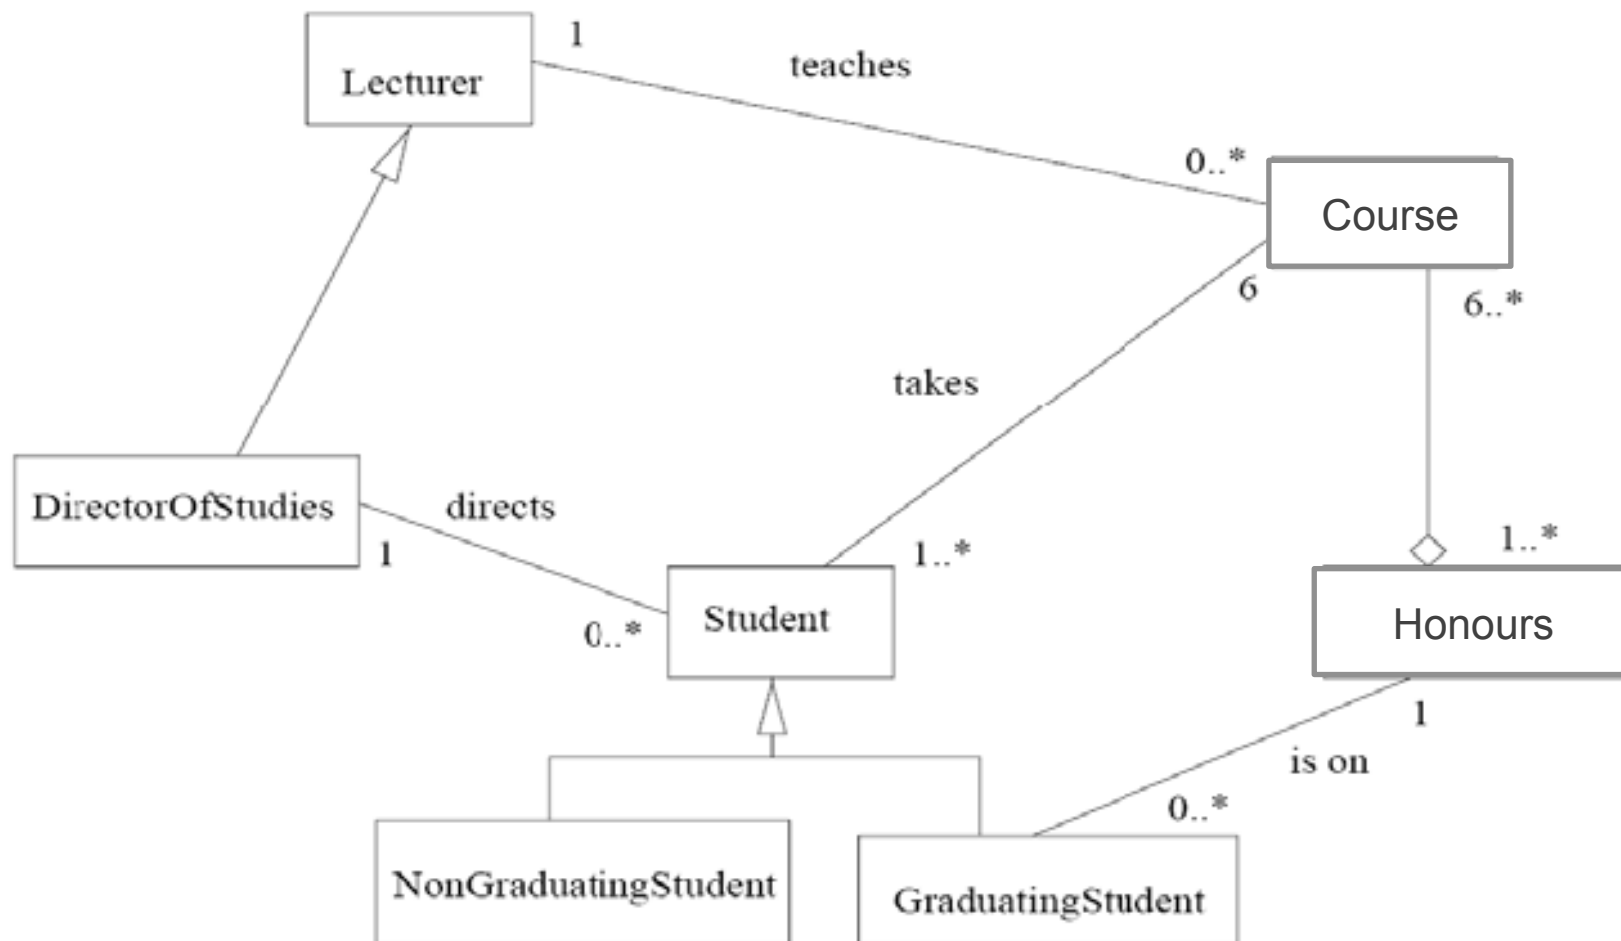 1
teaches
Lecturer
0..*
Course
6
6..*
takes
DirectorOfStudies
directs
1
1..*
1..*
0..*
Student
Honours
1
is on
0..*
NonGraduatingStudent
GraduatingStudent